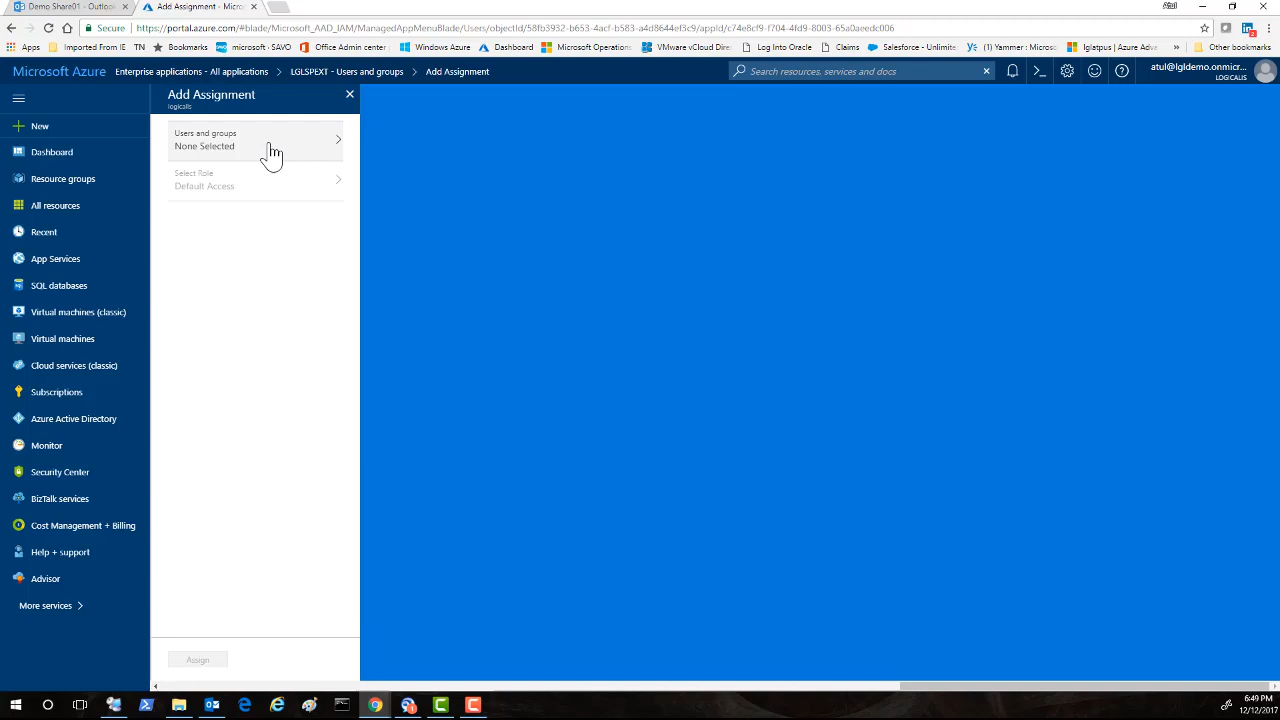 Demo Share01 - Outloo
Add Assignment - Micros
Secure
https://portal.azure.com/#blade/Microsoft_AAD_IAM/ManagedAppMenuBlade/Users/objectId/58fb3932-b653-4acf-b583-a4d8644ef3c9/appId/c74e8cf9-f704-4fd9-8003-65a0aeedc006
Apps
Imported From IE
TN
Bookmarks
microsoft - SAVO
Office Admin center
Windows Azure
Dashboard
Microsoft Operations
VMware vCloud Direc
Log Into Oracle
Claims
Salesforce - Unlimite
(1) Yammer : Microso
lglatpus | Azure Adva
Other bookmarks
Microsoft Azure
Enterprise applications - All applications
LGLSPEXT - Users and groups
Add Assignment
Search resources, services and docs
atul@lgldemo.onmicr...
LOGICALIS
Add Assignment
logicalis
Users and groups
None Selected
Select Role
Default Access
New
Dashboard
Resource groups
All resources
Recent
App Services
SQL databases
Virtual machines (classic)
Virtual machines
Cloud services (classic)
Subscriptions
Azure Active Directory
Monitor
Security Center
BizTalk services
Cost Management + Billing
Help + support
Advisor
More services
Assign
6:49 PM
12/12/2017